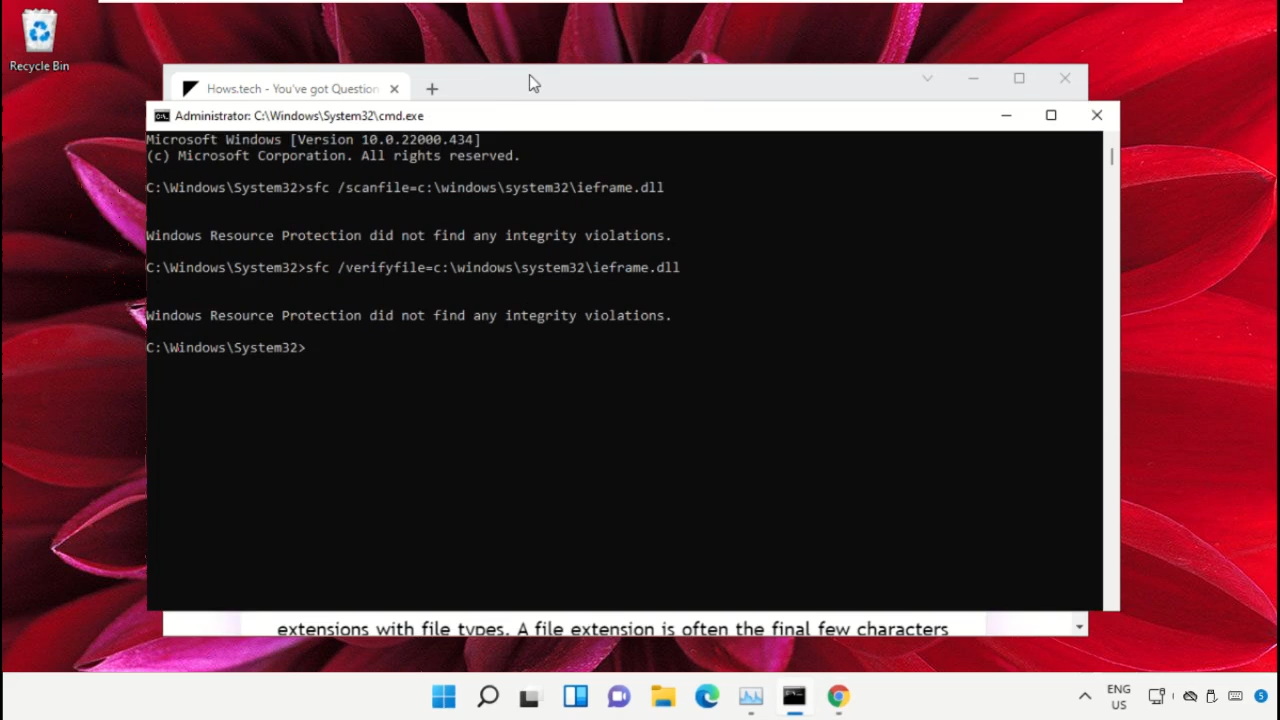 Recycle Bin
Hows.tech - You've got Question
Administrator: C:\Windows\System32\cmd.exe
Microsoft Windows [Version 10.0.22000.434]
(c) Microsoft Corporation. All rights reserved.
C:\Windows\System32>sfc /scanfile=c:\windows\system32\ieframe.dll
Windows Resource Protection did not find any integrity violations.
C:\Windows\System32>sfc /verifyfile=c:\windows\system32\ieframe.dll
Windows Resource Protection did not find any integrity violations.
C:\Windows\System32>
extensions with file types. A file extension is often the final few characters
ENG
US
5